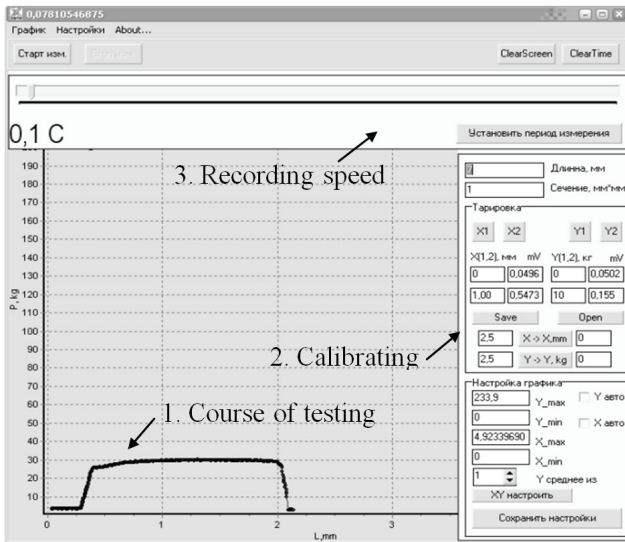 0,07810546875
График Настройки About...
Старт изм. ClearScreen ClearTime
0,1 С
Установить период измерения
3. Recording speed
Длинна, мм
1 Сечение, мм*мм
Тарировка
X1 X2 Y1 Y2
X(1,2), мм mV Y(1,2), кг mV
0 0,0496 0 0,0502
1,00 0,5473 10 0,155
Save Open
2,5 X -> X,mm 0
2,5 Y -> Y, kg 0
2. Calibrating
Настройка графика
233,9 Y_max Y авто
0 Y_min X авто
4,92339690 X_max
0 X_min
1 Y среднее из
XY настроить
Сохранить настройки
1. Course of testing
P, kg
190
180
170
160
150
140
130
120
110
100
90
80
70
60
50
40
30
20
10
0 1 2 3
L,mm